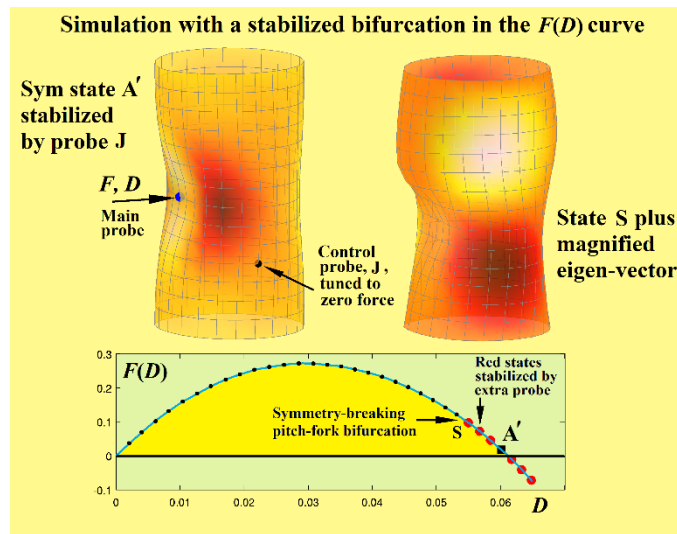 Simulation with a stabilized bifurcation in the F(D) curve
Sym state A′
stabilized
by probe J
F, D
Main
probe
Control
probe, J ,
tuned to
zero force
State S plus
magnified
eigen-vector
F(D)
Red states
stabilized by
extra probe
Symmetry-breaking
pitch-fork bifurcation
S
A′
0.3
0.2
0.1
0
-0.1
0
0.01
0.02
0.03
0.04
0.05
0.06
D